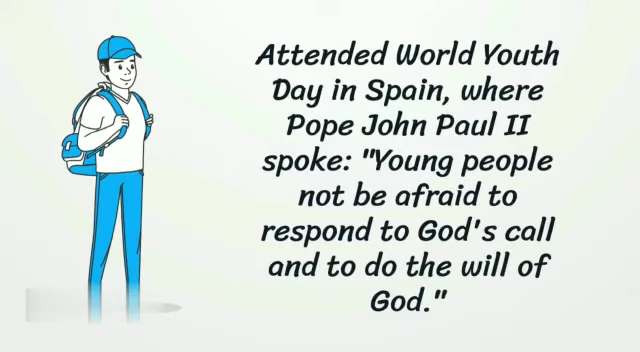 Attended World Youth
Day in Spain, where
Pope John Paul II
spoke: "Young people
not be afraid to
respond to God's call
and to do the will of
God."